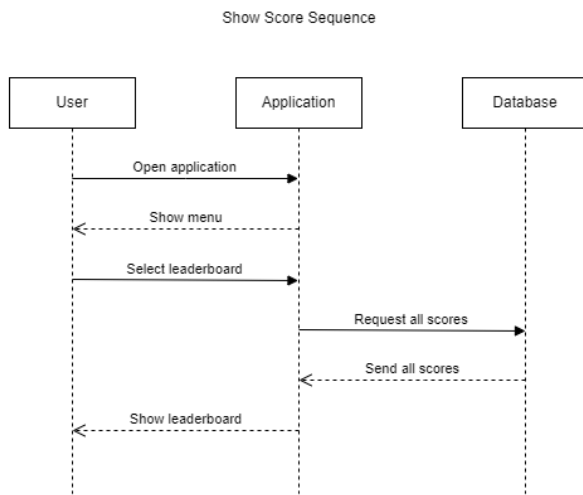 Show Score Sequence
User
Application
Database
Open application
Show menu
Select leaderboard
Request all scores
Send all scores
Show leaderboard